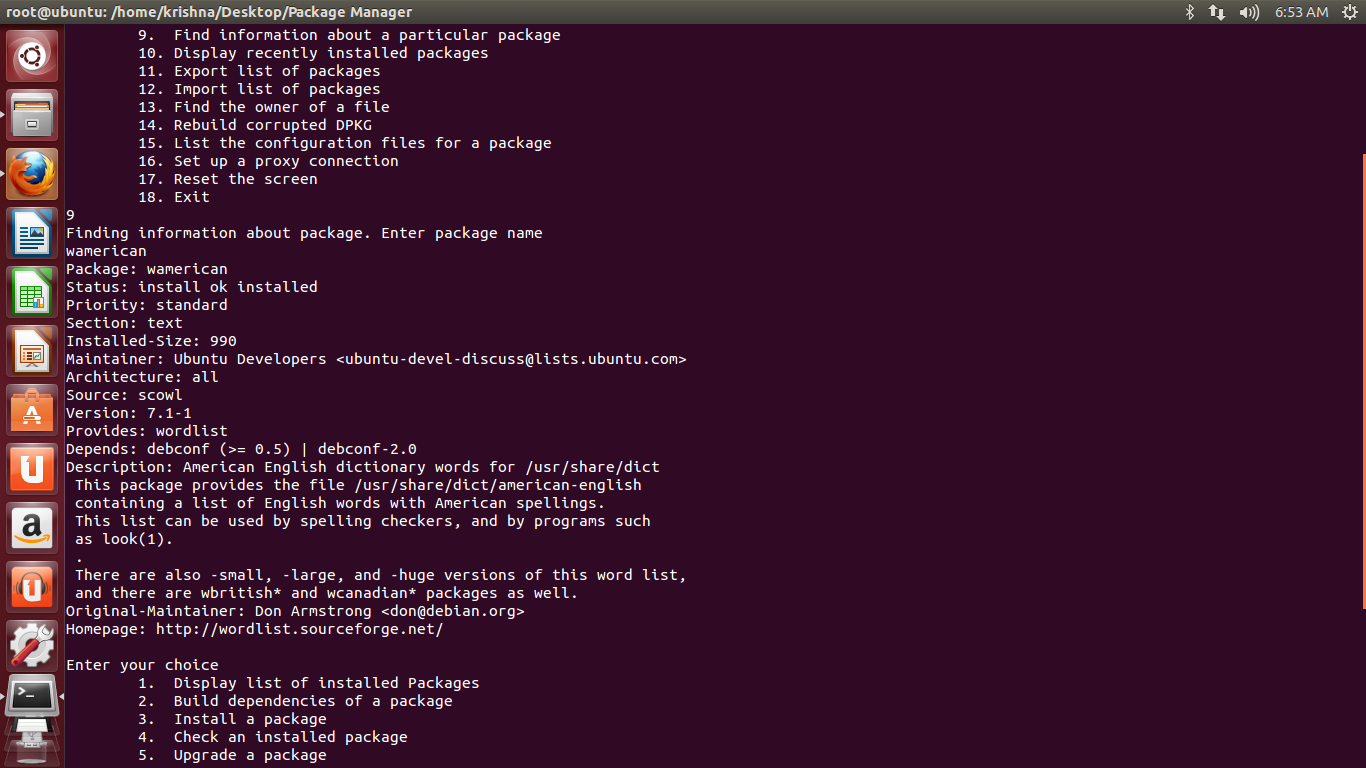 root@ubuntu: /home/krishna/Desktop/Package Manager
6:53 AM
9.  Find information about a particular package
10. Display recently installed packages
11. Export list of packages
12. Import list of packages
13. Find the owner of a file
14. Rebuild corrupted DPKG
15. List the configuration files for a package
16. Set up a proxy connection
17. Reset the screen
18. Exit
9
Finding information about package. Enter package name
wamerican
Package: wamerican
Status: install ok installed
Priority: standard
Section: text
Installed-Size: 990
Maintainer: Ubuntu Developers <ubuntu-devel-discuss@lists.ubuntu.com>
Architecture: all
Source: scowl
Version: 7.1-1
Provides: wordlist
Depends: debconf (>= 0.5) | debconf-2.0
Description: American English dictionary words for /usr/share/dict
 This package provides the file /usr/share/dict/american-english
 containing a list of English words with American spellings.
 This list can be used by spelling checkers, and by programs such
 as look(1).
 .
 There are also -small, -large, and -huge versions of this word list,
 and there are wbritish* and wcanadian* packages as well.
Original-Maintainer: Don Armstrong <don@debian.org>
Homepage: http://wordlist.sourceforge.net/
Enter your choice
1.  Display list of installed Packages
2.  Build dependencies of a package
3.  Install a package
4.  Check an installed package
5.  Upgrade a package